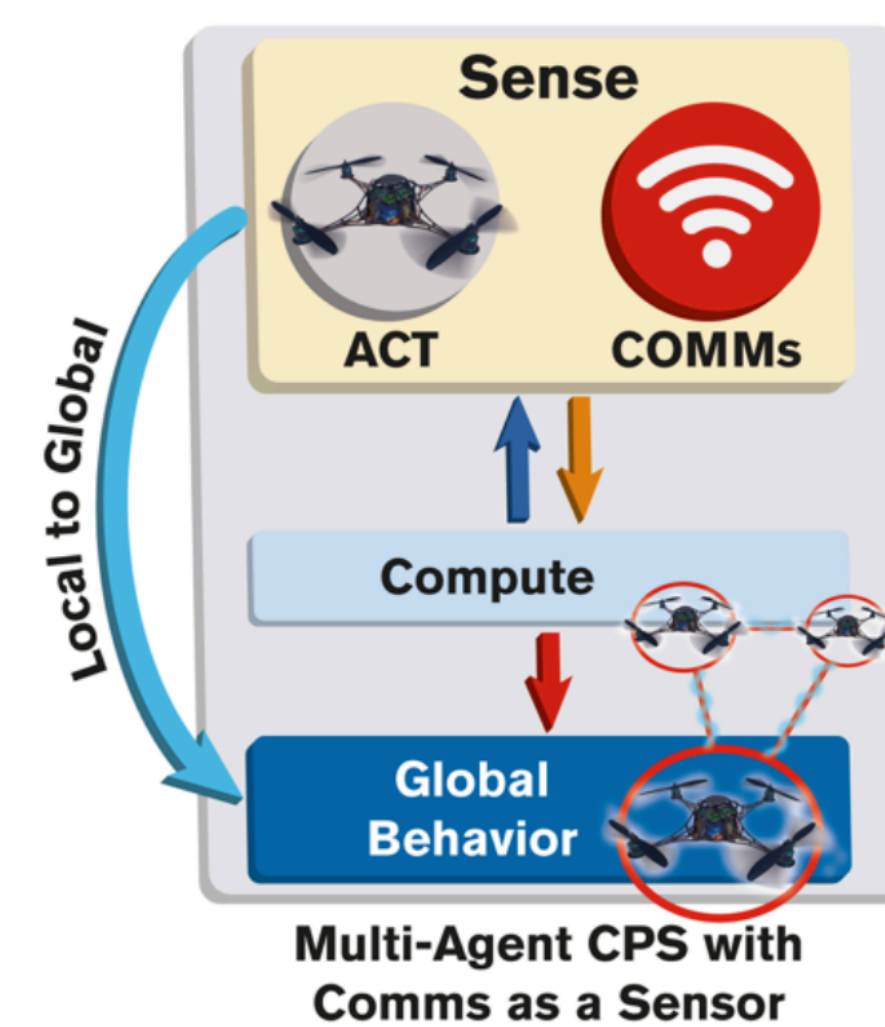 Sense
ACT
COMMs
Local to Global
Compute
Global
Behavior
Multi-Agent CPS with
Comms as a Sensor